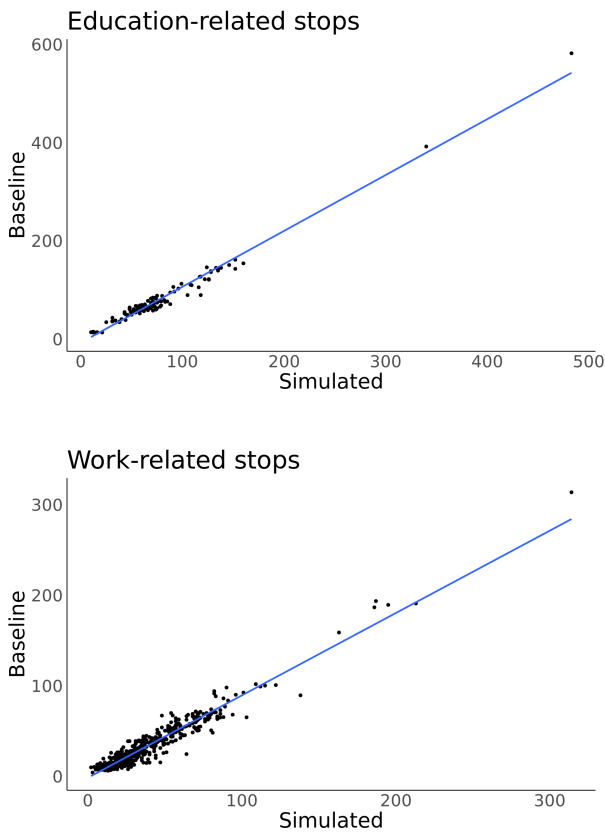 Education-related stops
600
400
200
0
Baseline
0 100 200 300 400 500
Simulated
Work-related stops
300
200
100
0
Baseline
0 100 200 300
Simulated